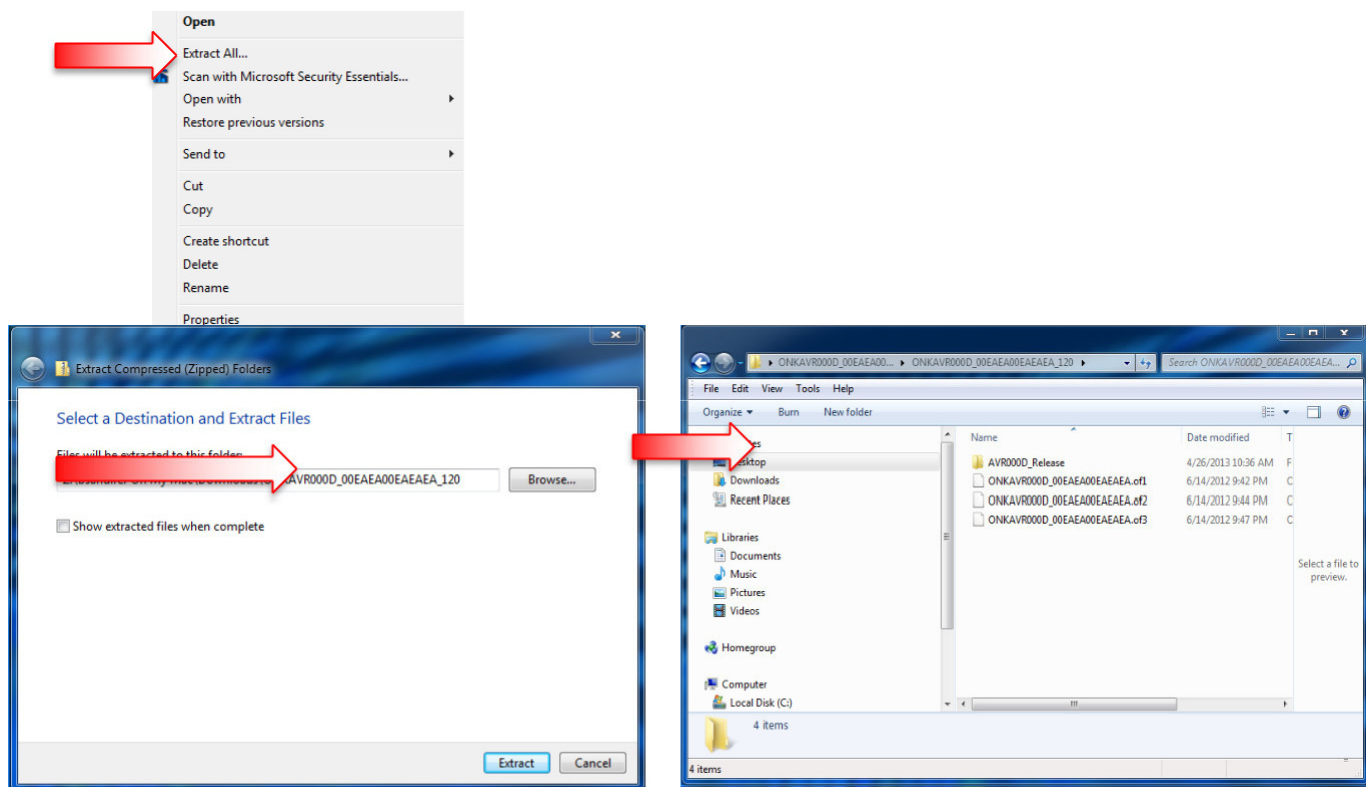 Open
Extract All...
Scan with Microsoft Security Essentials...
Open with
Restore previous versions
Send to
Cut
Copy
Create shortcut
Delete
Rename
Properties
Extract Compressed (Zipped) Folders
Select a Destination and Extract Files
Files will be extracted to this folder:
AVR000D_00EAEA00EAEAEA_120 Browse...
Show extracted files when complete
Extract Cancel
ONKAVR000D_00EAEA00... ONKAVR000D_00EAEA00EAEAEA_120 Search ONKAVR000D_00EAEA00EAEA...
File Edit View Tools Help
Organize Burn New folder
Desktop
Downloads
Recent Places
Libraries
Documents
Music
Pictures
Videos
Homegroup
Computer
Local Disk (C:)
Name Date modified T
AVR000D_Release 4/26/2013 10:36 AM F
ONKAVR000D_00EAEA00EAEAEA.of1 6/14/2012 9:42 PM C
ONKAVR000D_00EAEA00EAEAEA.of2 6/14/2012 9:44 PM C
ONKAVR000D_00EAEA00EAEAEA.of3 6/14/2012 9:47 PM C
Select a file to
preview.
4 items
4 items